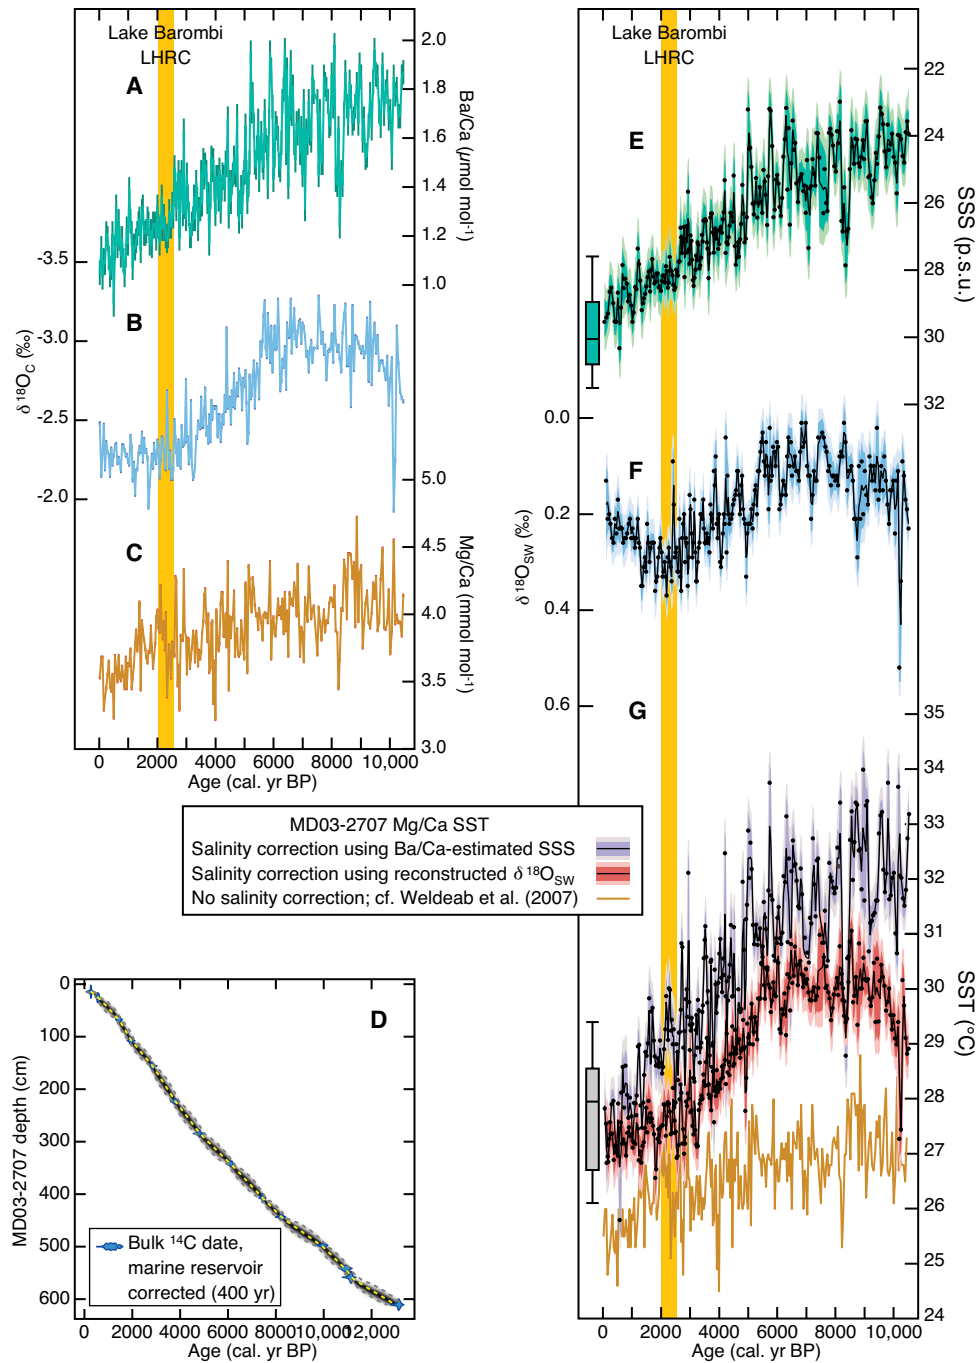 Lake Barombi
LHRC
A
2.0
1.8
1.6
1.4
1.2
1.0
Ba/Ca (µmol mol⁻¹)
-3.5
-3.0
-2.5
-2.0
δ ¹⁸O_C (‰)
B
C
5.0
4.5
4.0
3.5
3.0
Mg/Ca (mmol mol⁻¹)
0 2000 4000 6000 8000 10,000
Age (cal. yr BP)
Lake Barombi
LHRC
E
22
24
26
28
30
32
SSS (p.s.u.)
0.0
0.2
0.4
0.6
δ ¹⁸O_SW (‰)
F
G
35
34
33
32
31
30
29
28
27
26
25
24
SST (°C)
0 2000 4000 6000 8000 10,000
Age (cal. yr BP)
MD03-2707 Mg/Ca SST
Salinity correction using Ba/Ca-estimated SSS
Salinity correction using reconstructed δ ¹⁸O_SW
No salinity correction; cf. Weldeab et al. (2007)
D
0
100
200
300
400
500
600
MD03-2707 depth (cm)
Bulk ¹⁴C date,
marine reservoir
corrected (400 yr)
0 2000 4000 6000 8000 10,000 12,000
Age (cal. yr BP)